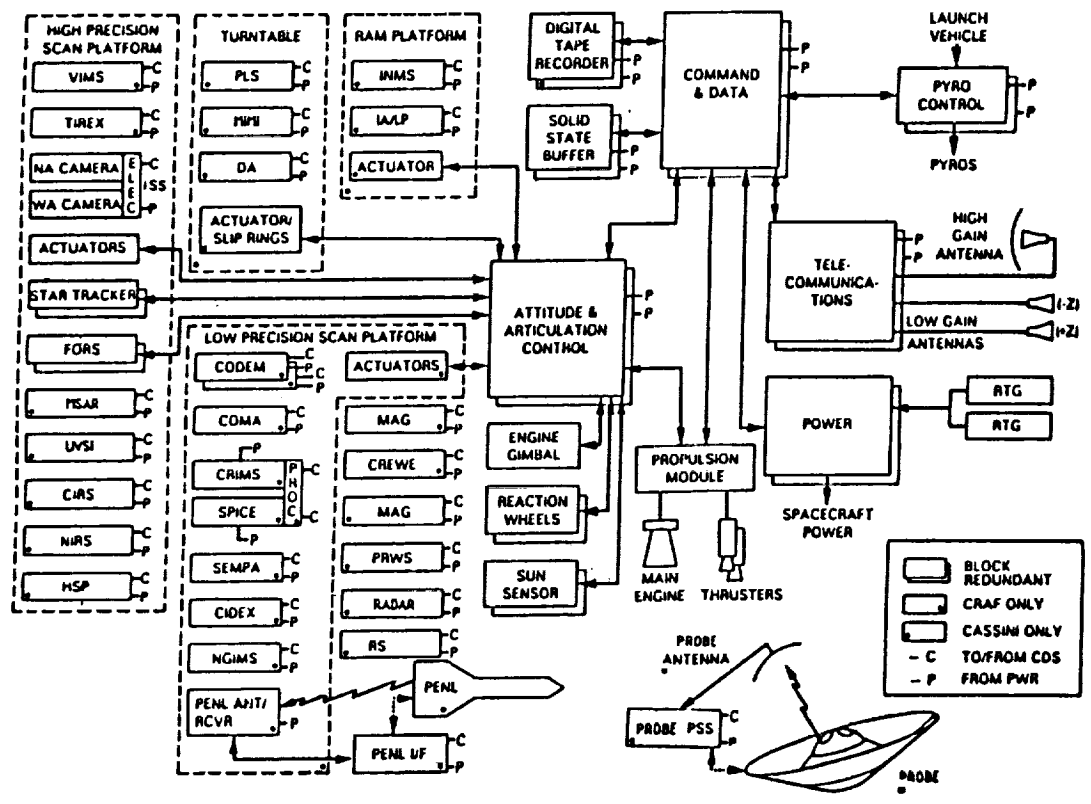 HIGH PRECISION
SCAN PLATFORM
VIMS
C
P
TIREX
C
P
NA CAMERA
WA CAMERA
ELEC
C
ISS
P
ACTUATORS
STAR TRACKER
FORS
MSAR
C
P
UVSI
C
P
CIRS
C
P
NIRS
C
P
HSP
C
P
TURNTABLE
PLS
C
P
MIMI
C
P
DA
C
P
ACTUATOR/
SLIP RINGS
RAM PLATFORM
INMS
C
P
IA/LP
C
P
ACTUATOR
LOW PRECISION SCAN PLATFORM
CODEM
C
P
C
P
COMA
C
P
P
CRIMS
SPICE
PROC
C
C
P
SEMPA
C
P
CIDEX
C
P
NGIMS
C
P
PENL ANT/
RCVR
P
ACTUATORS
MAG
C
P
CREWE
C
P
MAG
C
P
PRWS
C
P
RADAR
C
P
RS
C
P
PENL
PENL I/F
C
P
DIGITAL
TAPE
RECORDER
P
P
SOLID
STATE
BUFFER
P
P
COMMAND
& DATA
P
P
LAUNCH
VEHICLE
PYRO
CONTROL
P
P
PYROS
ATTITUDE &
ARTICULATION
CONTROL
P
P
TELE-
COMMUNICA-
TIONS
P
P
HIGH
GAIN
ANTENNA
(-Z)
LOW GAIN
ANTENNAS
(+Z)
ENGINE
GIMBAL
REACTION
WHEELS
SUN
SENSOR
PROPULSION
MODULE
MAIN
ENGINE
THRUSTERS
POWER
RTG
RTG
SPACECRAFT
POWER
BLOCK
REDUNDANT
CRAF ONLY
CASSINI ONLY
– C TO/FROM CDS
– P FROM PWR
PROBE
ANTENNA
PROBE PSS
C
P
PROBE